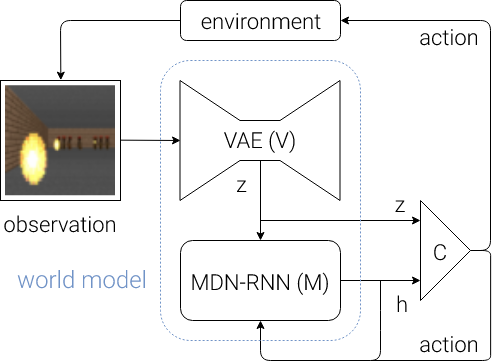 environment
action
VAE (V)
z
z
observation
C
world model
MDN-RNN (M)
h
action